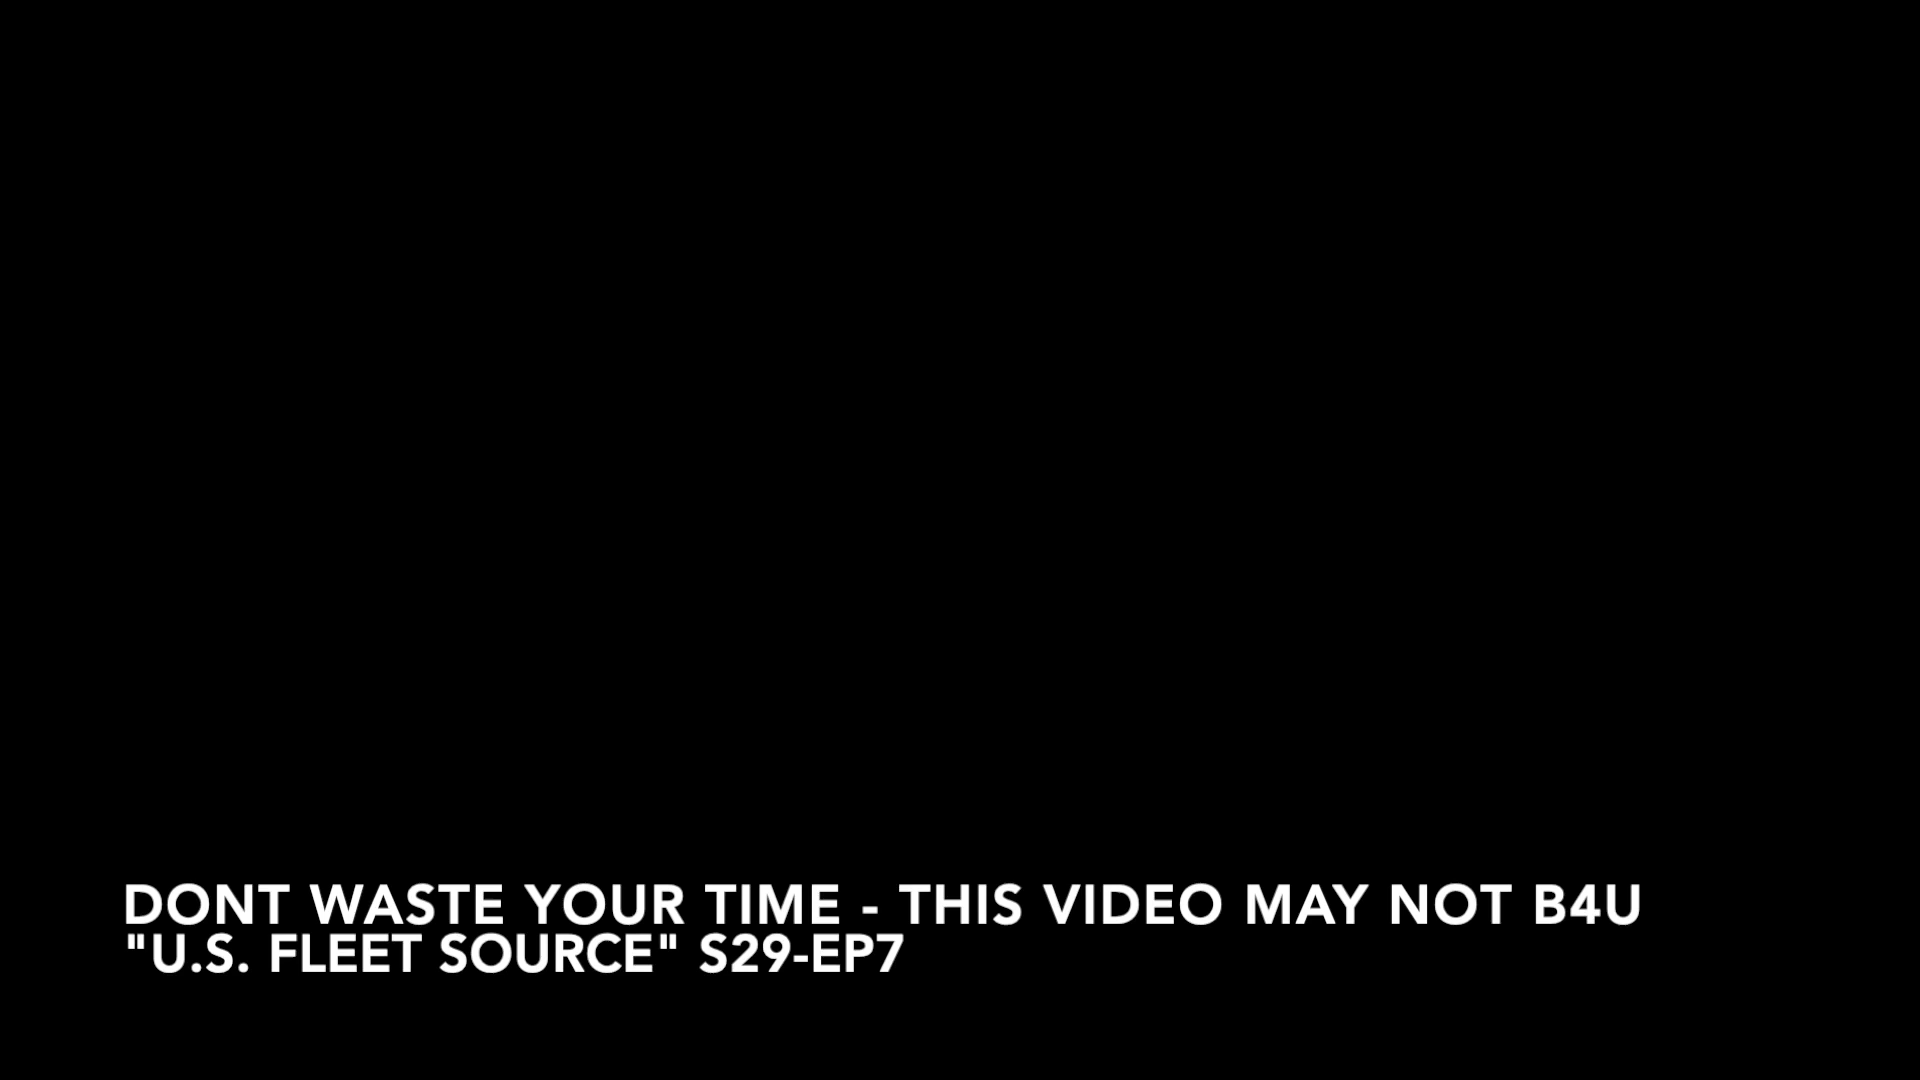 DONT WASTE YOUR TIME - THIS VIDEO MAY NOT B4U
"U.S. FLEET SOURCE" S29-EP7